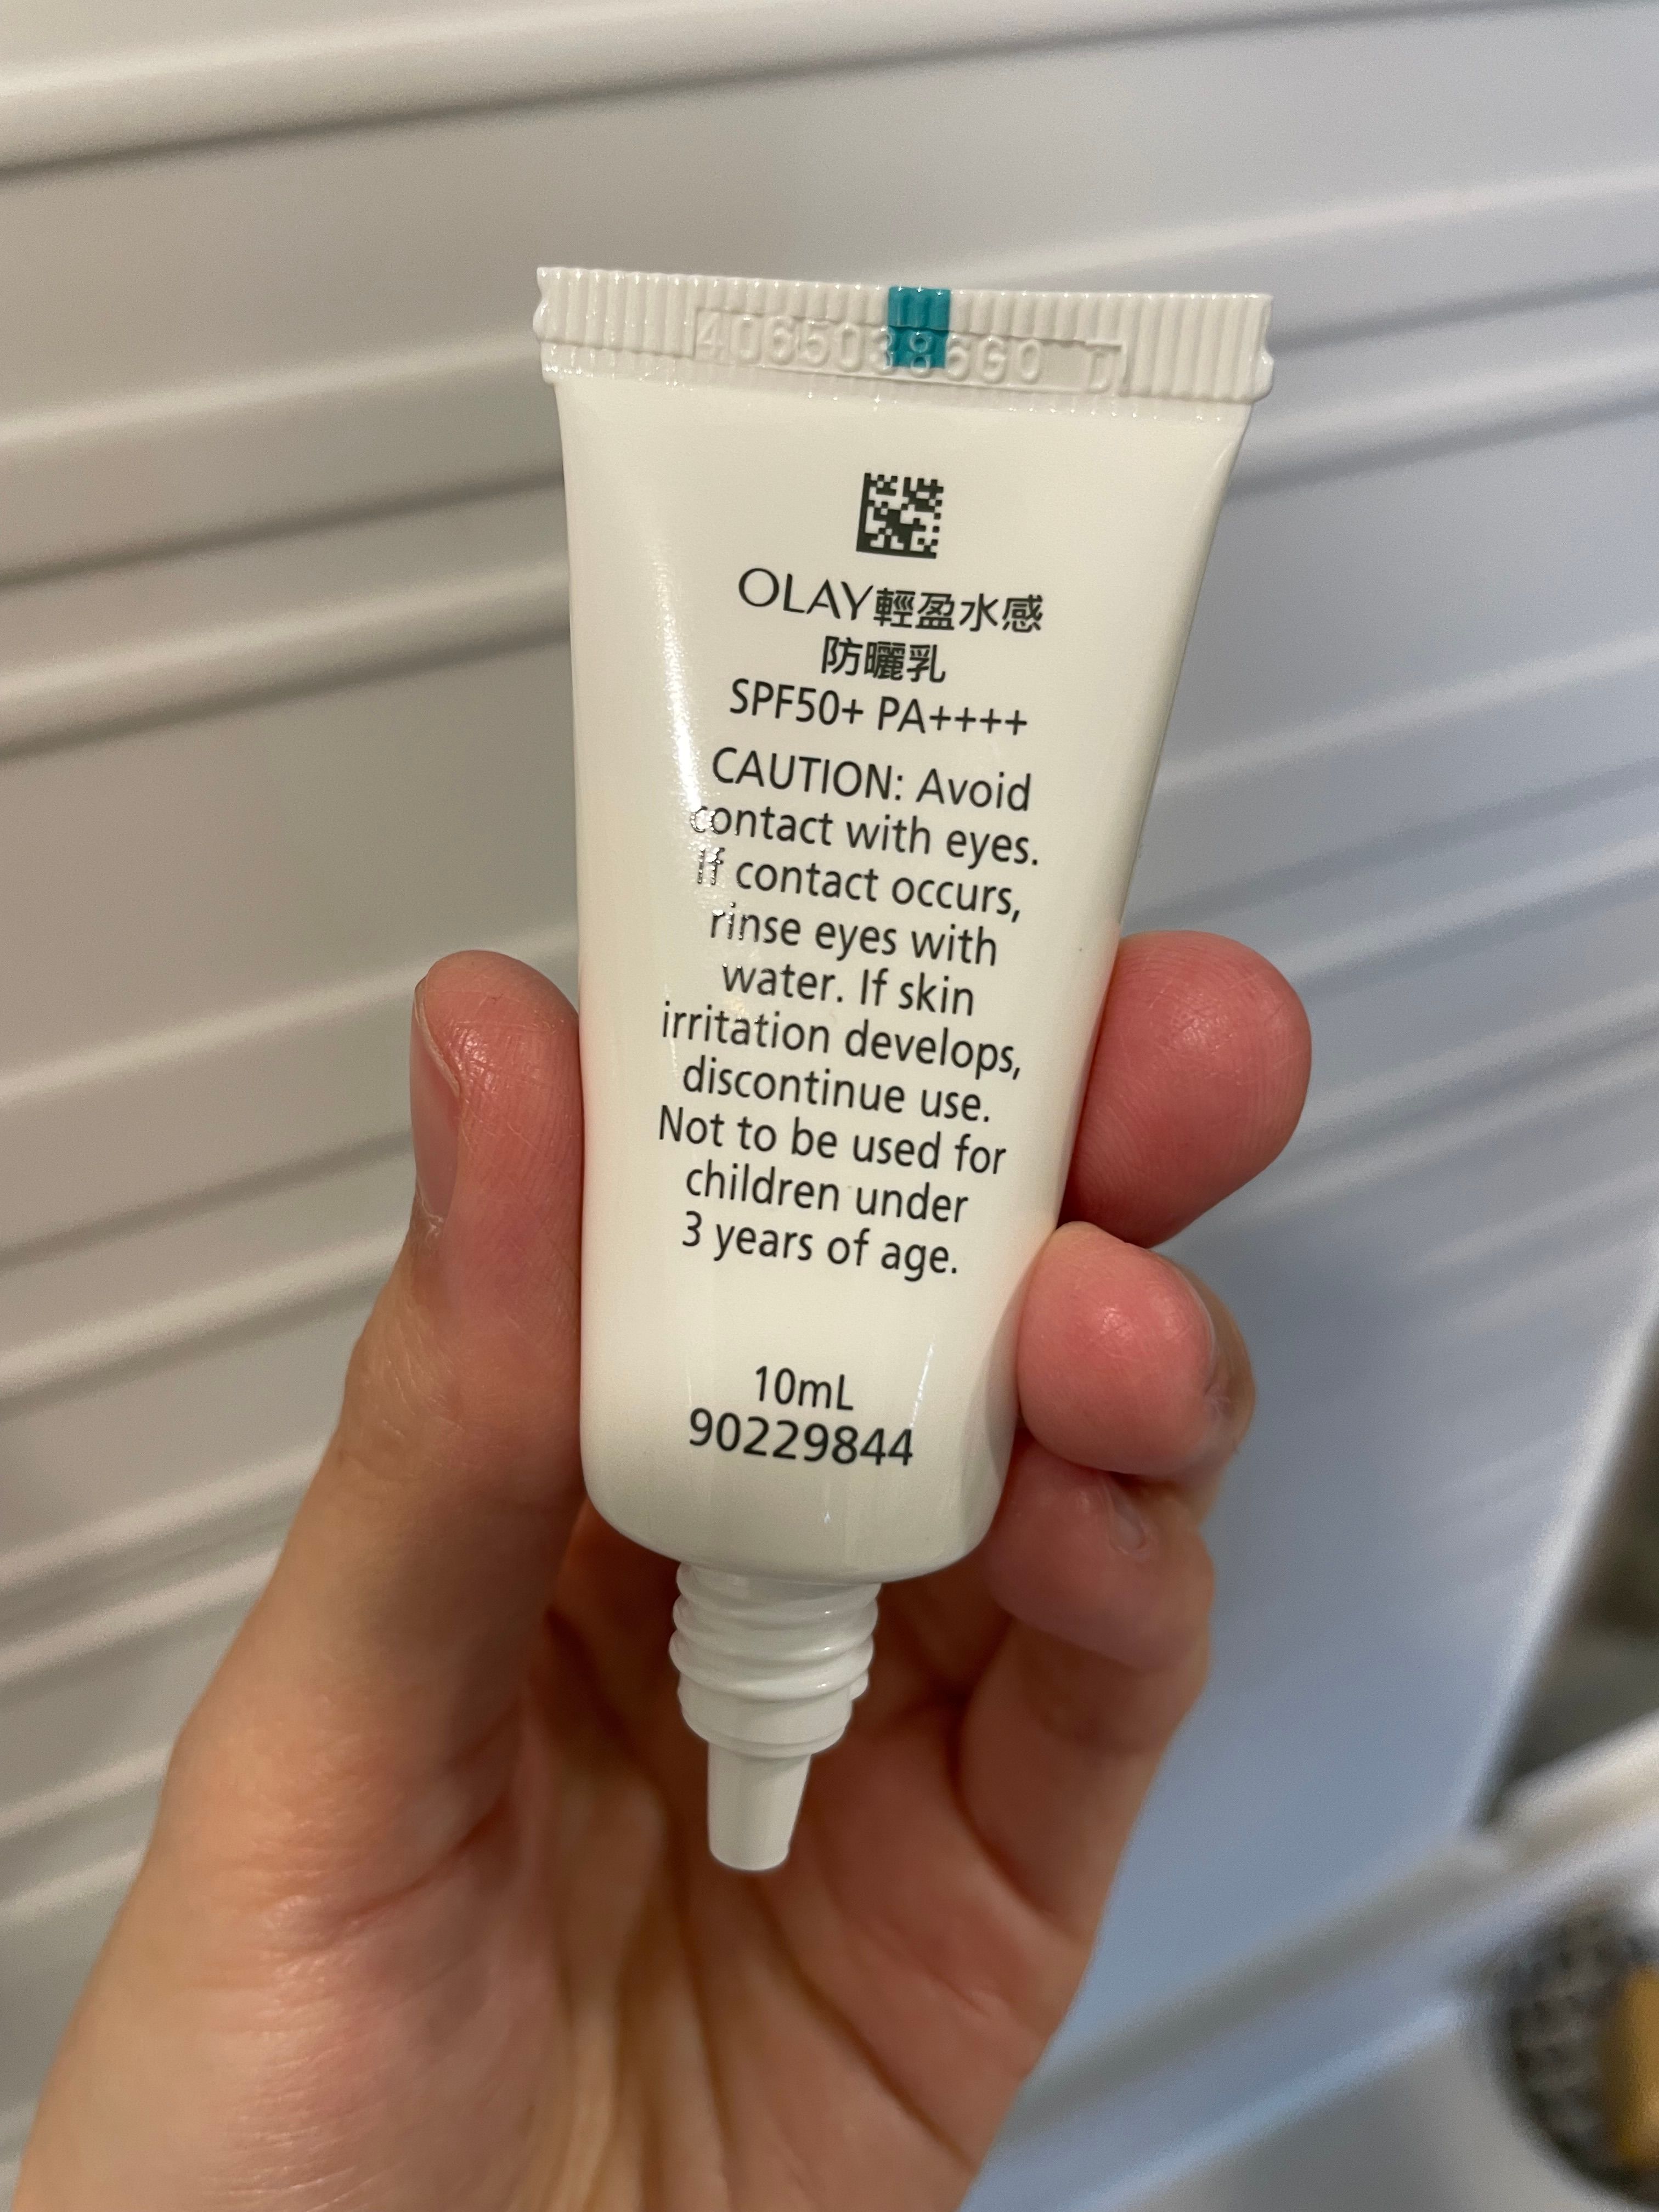 40650386G0 D
OLAY輕盈水感
防曬乳
SPF50+ PA++++
CAUTION: Avoid
contact with eyes.
If contact occurs,
rinse eyes with
water. If skin
irritation develops,
discontinue use.
Not to be used for
children under
3 years of age.
10mL
90229844